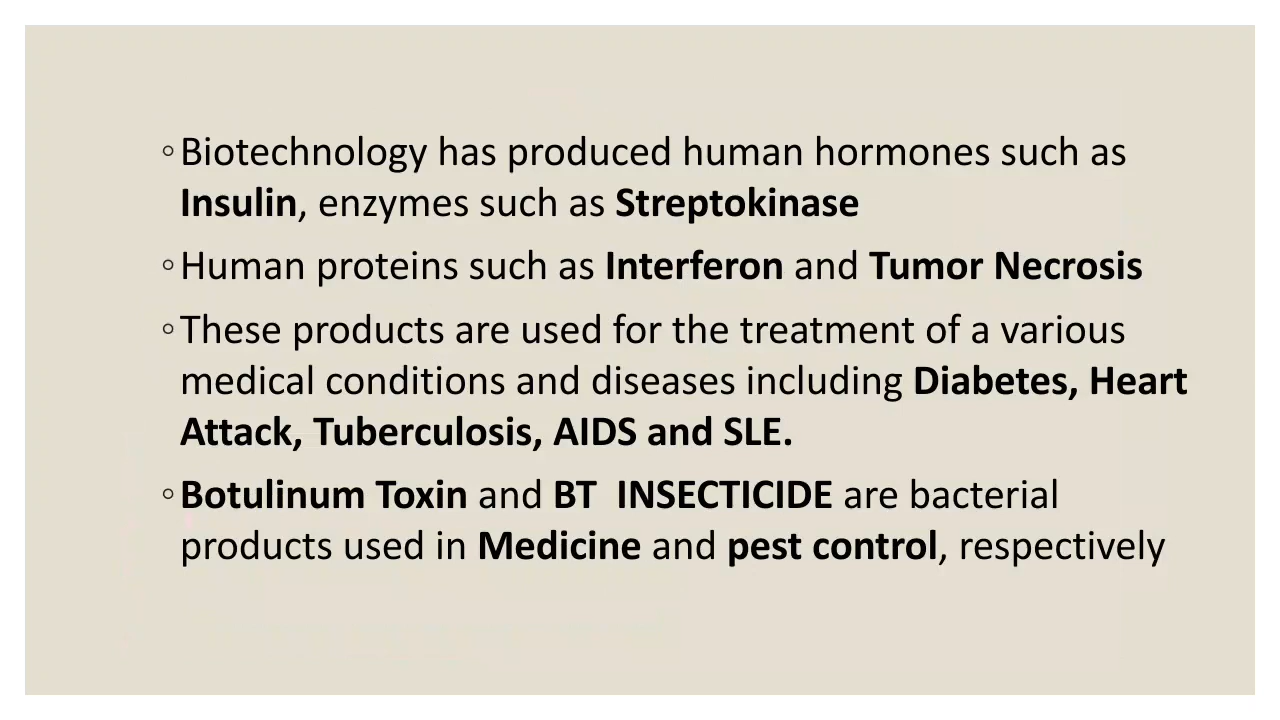 ◦Biotechnology has produced human hormones such as
Insulin, enzymes such as Streptokinase
◦Human proteins such as Interferon and Tumor Necrosis
◦These products are used for the treatment of a various
medical conditions and diseases including Diabetes, Heart
Attack, Tuberculosis, AIDS and SLE.
◦Botulinum Toxin and BT  INSECTICIDE are bacterial
products used in Medicine and pest control, respectively